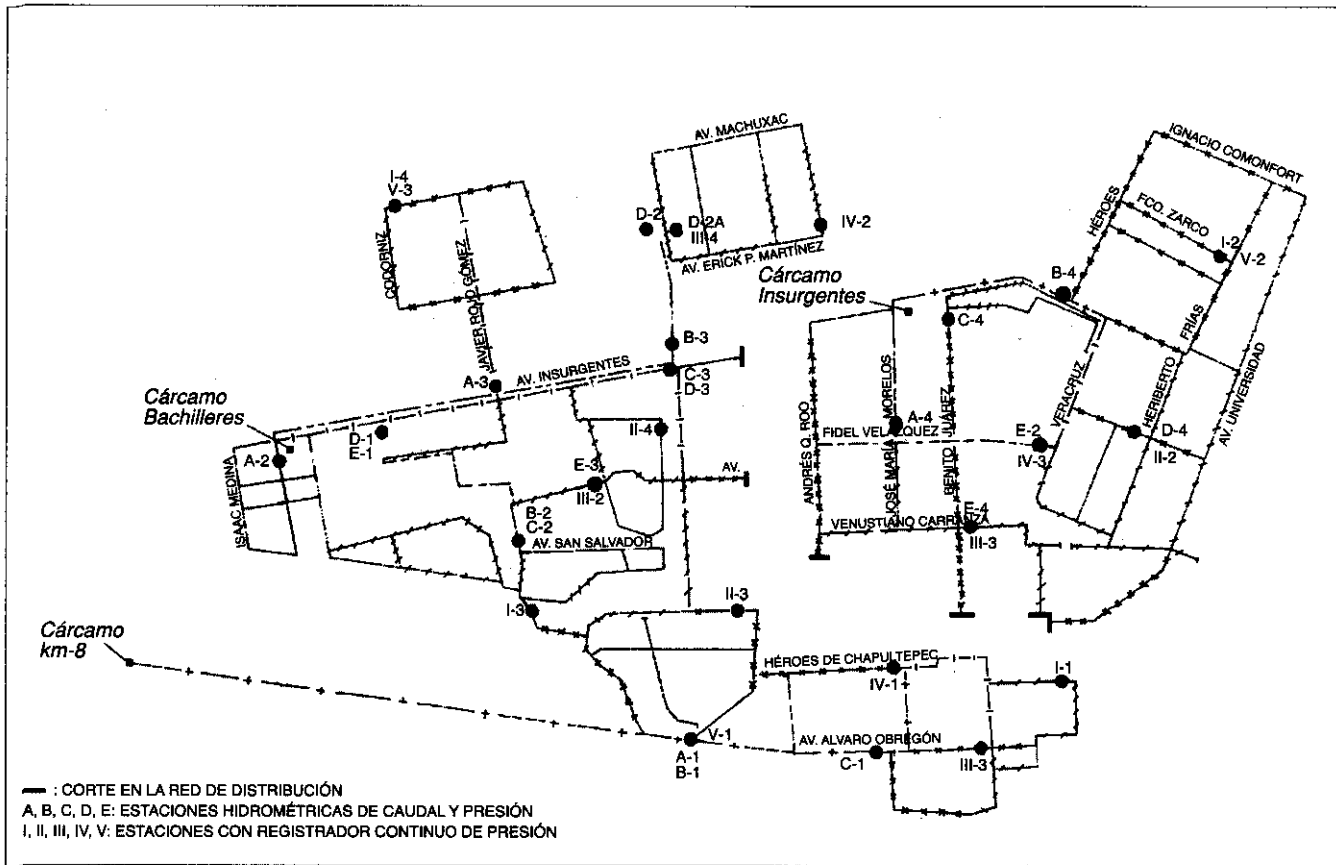 AV. MACHUXAC
IGNACIO COMONFORT
I-4
V-3
HÉROES
FCO. ZARCO
D-2
D-2A
III-4
IV-2
AV. ERICK P. MARTÍNEZ
CODORNIZ
JAVIER ROJO GÓMEZ
I-2
V-2
Cárcamo
Insurgentes
B-4
C-4
FRÍAS
B-3
AV. INSURGENTES
C-3
D-3
A-3
Cárcamo
Bachilleres
VERACRUZ
HERIBERTO
AV. UNIVERSIDAD
JOSÉ MARÍA MORELOS
BENITO JUÁREZ
ANDRÉS Q. ROO
A-4
FIDEL VELÁZQUEZ
E-2
IV-3
D-4
II-2
D-1
E-1
II-4
A-2
ISAAC MEDINA
E-3
III-2
AV.
B-2
C-2
AV. SAN SALVADOR
VENUSTIANO CARRANZA
E-4
III-3
I-3
II-3
Cárcamo
km-8
HÉROES DE CHAPULTEPEC
IV-1
I-1
V-1
A-1
B-1
AV. ALVARO OBREGÓN
C-1
III-3
: CORTE EN LA RED DE DISTRIBUCIÓN
A, B, C, D, E: ESTACIONES HIDROMÉTRICAS DE CAUDAL Y PRESIÓN
I, II, III, IV, V: ESTACIONES CON REGISTRADOR CONTINUO DE PRESIÓN